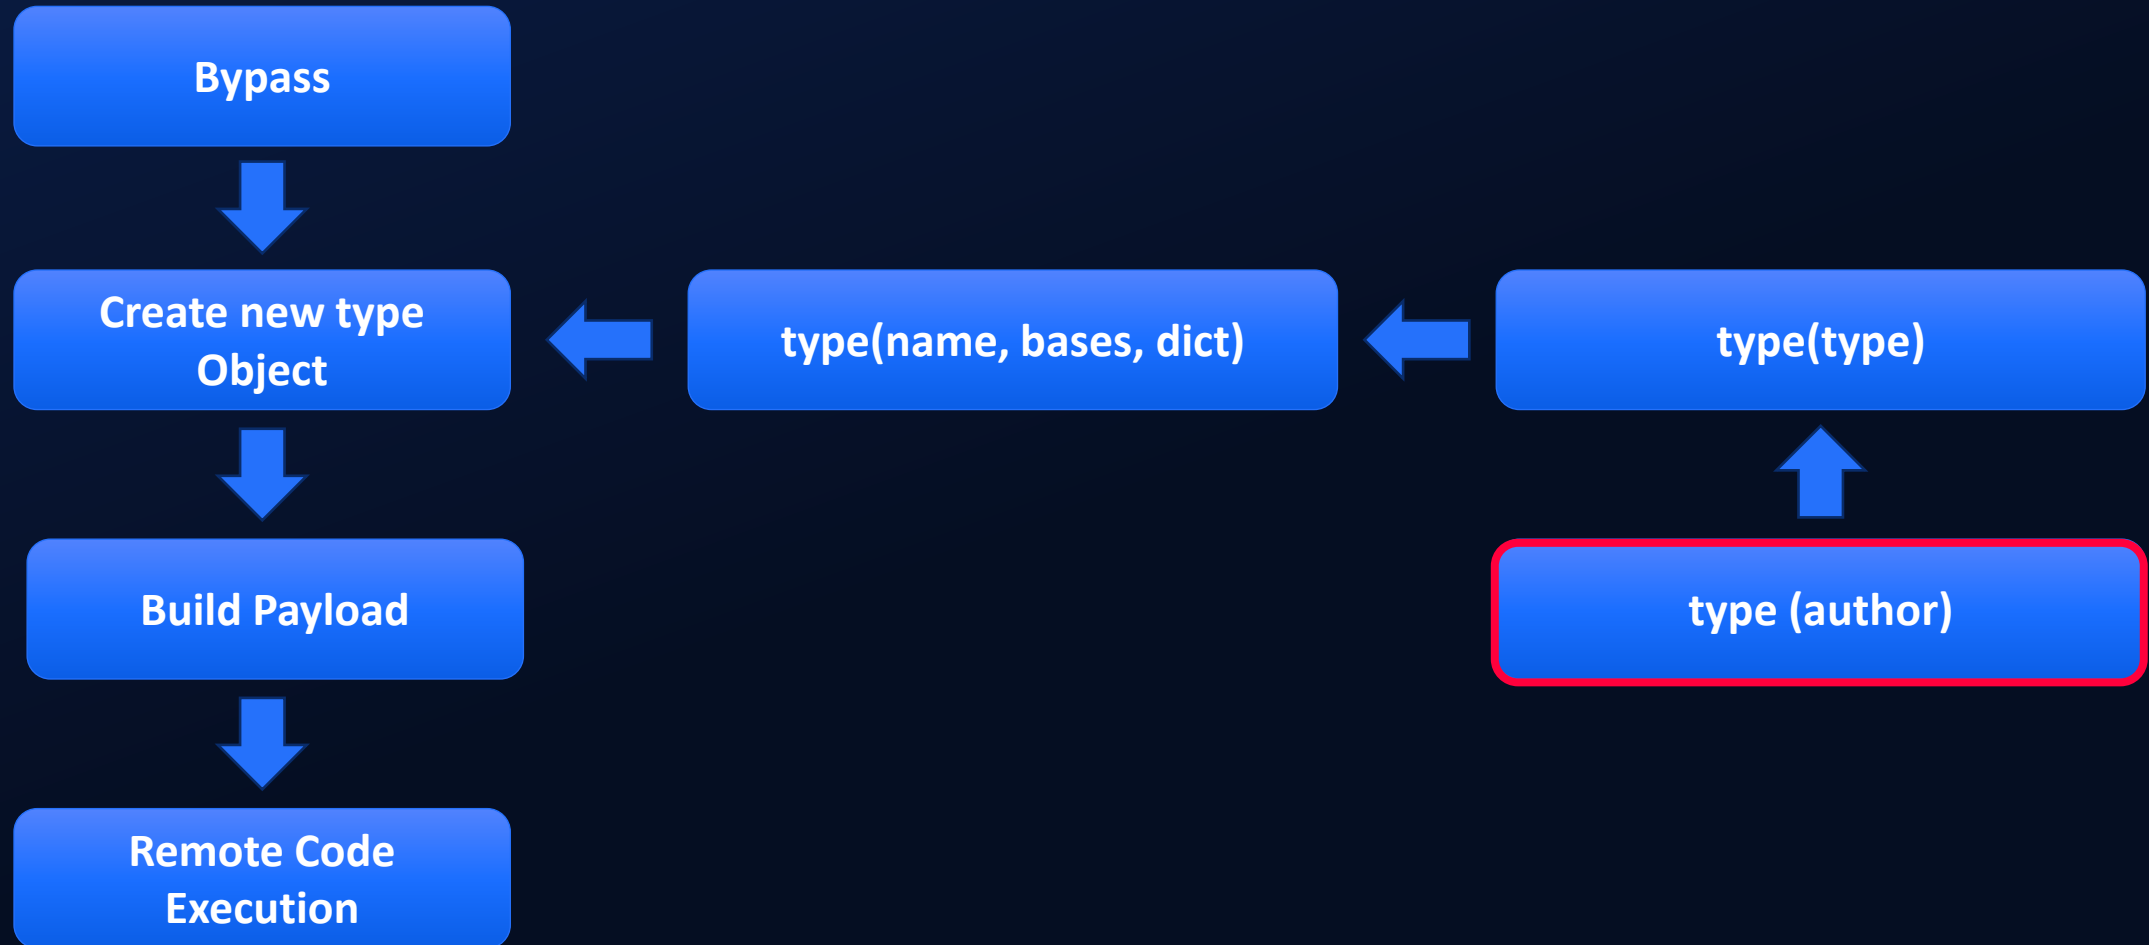 Bypass
Create new type
Object
type(name, bases, dict)
type(type)
Build Payload
type (author)
Remote Code
Execution